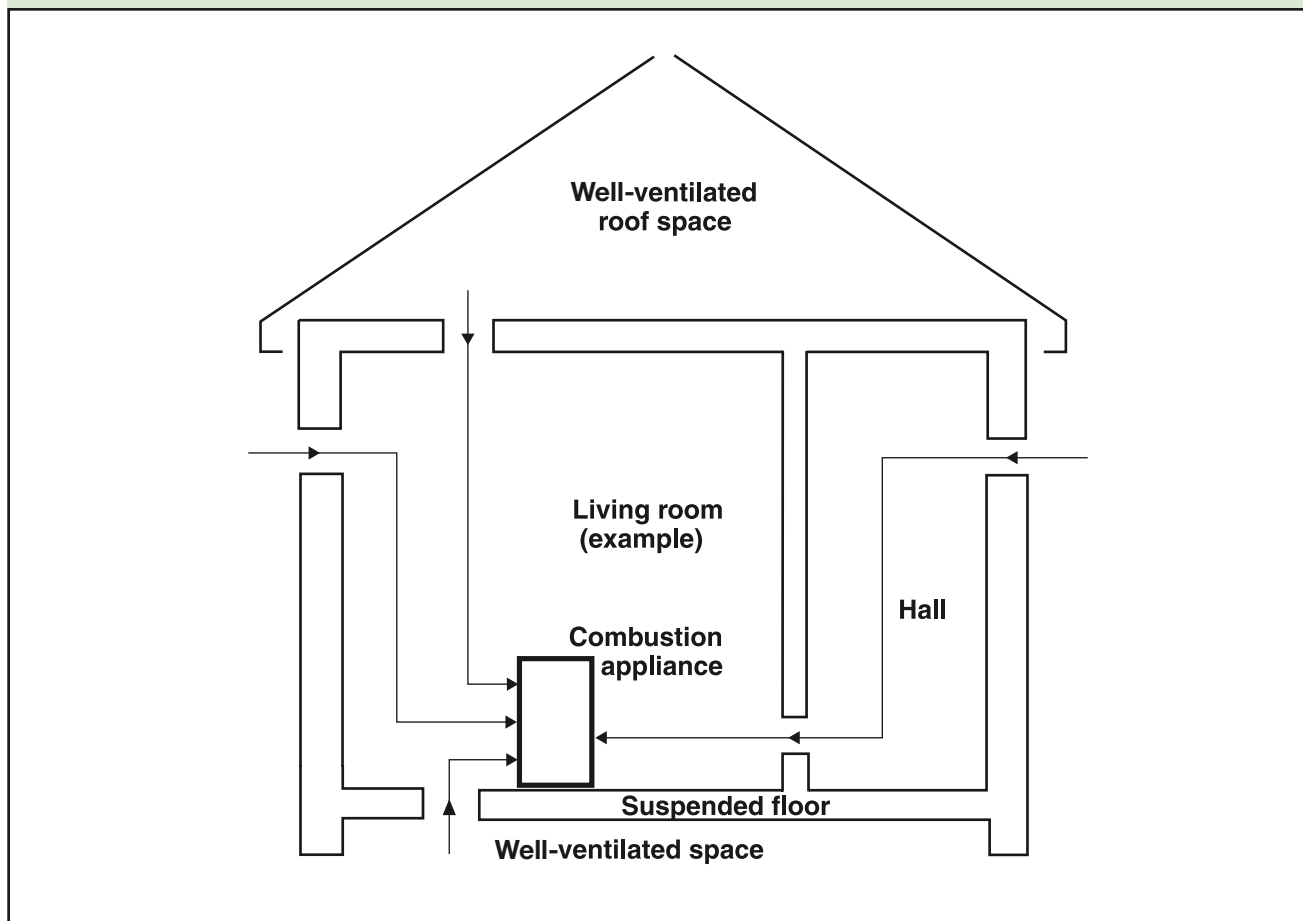 Well-ventilated
roof space
Living room
(example)
Hall
Combustion
appliance
Suspended floor
Well-ventilated space